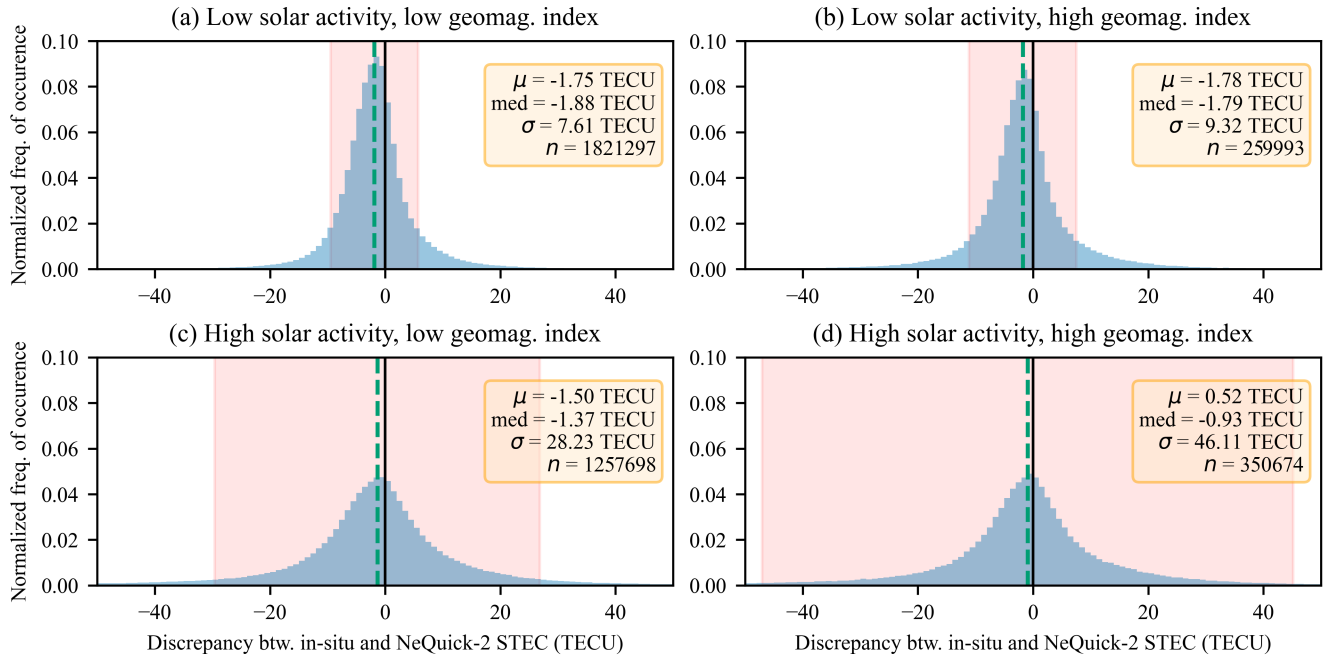 (a) Low solar activity, low geomag. index
Normalized freq. of occurence
0.10
0.08
0.06
0.04
0.02
0.00
μ = -1.75 TECU
med = -1.88 TECU
σ = 7.61 TECU
n = 1821297
−40
−20
0
20
40
(b) Low solar activity, high geomag. index
0.10
0.08
0.06
0.04
0.02
0.00
μ = -1.78 TECU
med = -1.79 TECU
σ = 9.32 TECU
n = 259993
−40
−20
0
20
40
(c) High solar activity, low geomag. index
Normalized freq. of occurence
0.10
0.08
0.06
0.04
0.02
0.00
μ = -1.50 TECU
med = -1.37 TECU
σ = 28.23 TECU
n = 1257698
−40
−20
0
20
40
Discrepancy btw. in-situ and NeQuick-2 STEC (TECU)
(d) High solar activity, high geomag. index
0.10
0.08
0.06
0.04
0.02
0.00
μ = 0.52 TECU
med = -0.93 TECU
σ = 46.11 TECU
n = 350674
−40
−20
0
20
40
Discrepancy btw. in-situ and NeQuick-2 STEC (TECU)